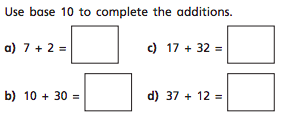 Use base 10 to complete the additions.
a) 7 + 2 =
c) 17 + 32 =
b) 10 + 30 =
d) 37 + 12 =